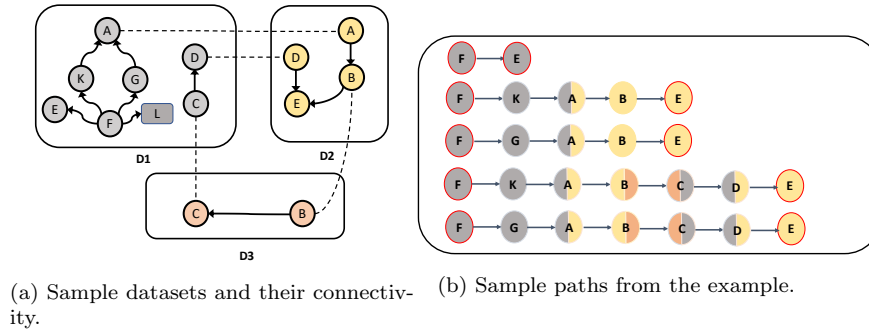 A
K
G
E
F
L
D
C
D1
A
D
B
E
D2
C
B
D3
F E
F K A B E
F G A B E
F K A B C D E
F G A B C D E
(a) Sample datasets and their connectiv-
ity.
(b) Sample paths from the example.